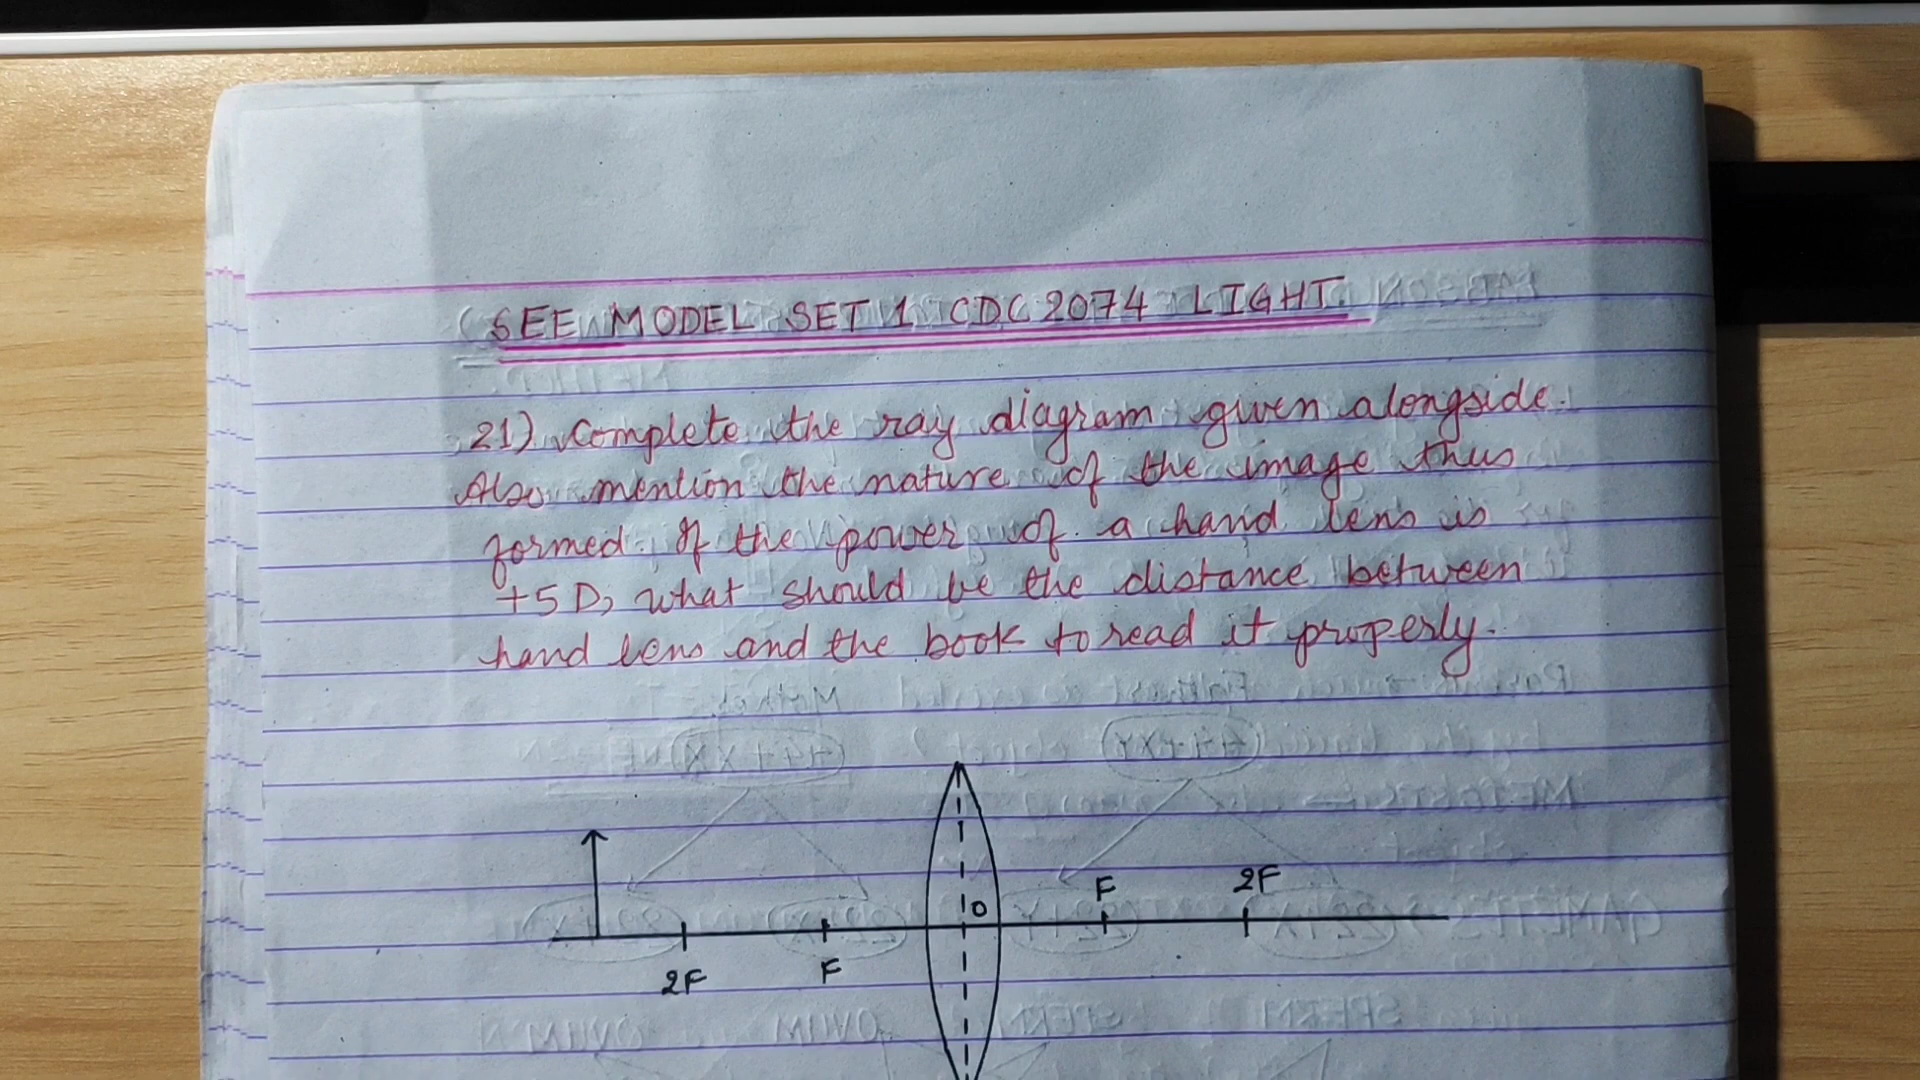 SEE MODEL SET 1 CDC 2074 LIGHT.
21) Complete the ray diagram given alongside.
Also mention the nature of the image thus
formed. If the power of a hand lens is
+5 D, what should be the distance between
hand lens and the book to read it properly.
F 2F
O
2F F